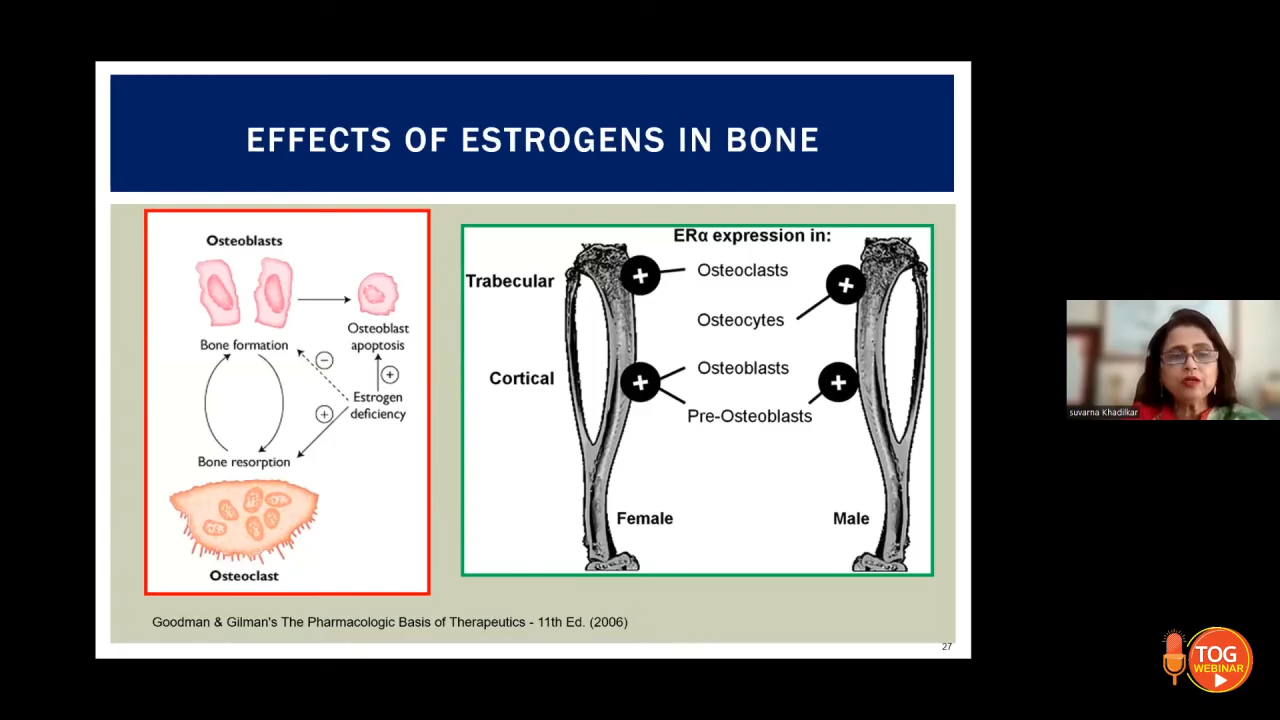 EFFECTS OF ESTROGENS IN BONE
Osteoblasts
Bone formation
Osteoblast
apoptosis
Estrogen
deficiency
Bone resorption
Osteoclast
ERα expression in:
Trabecular
Osteoclasts
Osteocytes
Cortical
Osteoblasts
Pre-Osteoblasts
Female
Male
Goodman & Gilman's The Pharmacologic Basis of Therapeutics - 11th Ed. (2006)
27
suvarna Khadilkar
TOG
WEBINAR